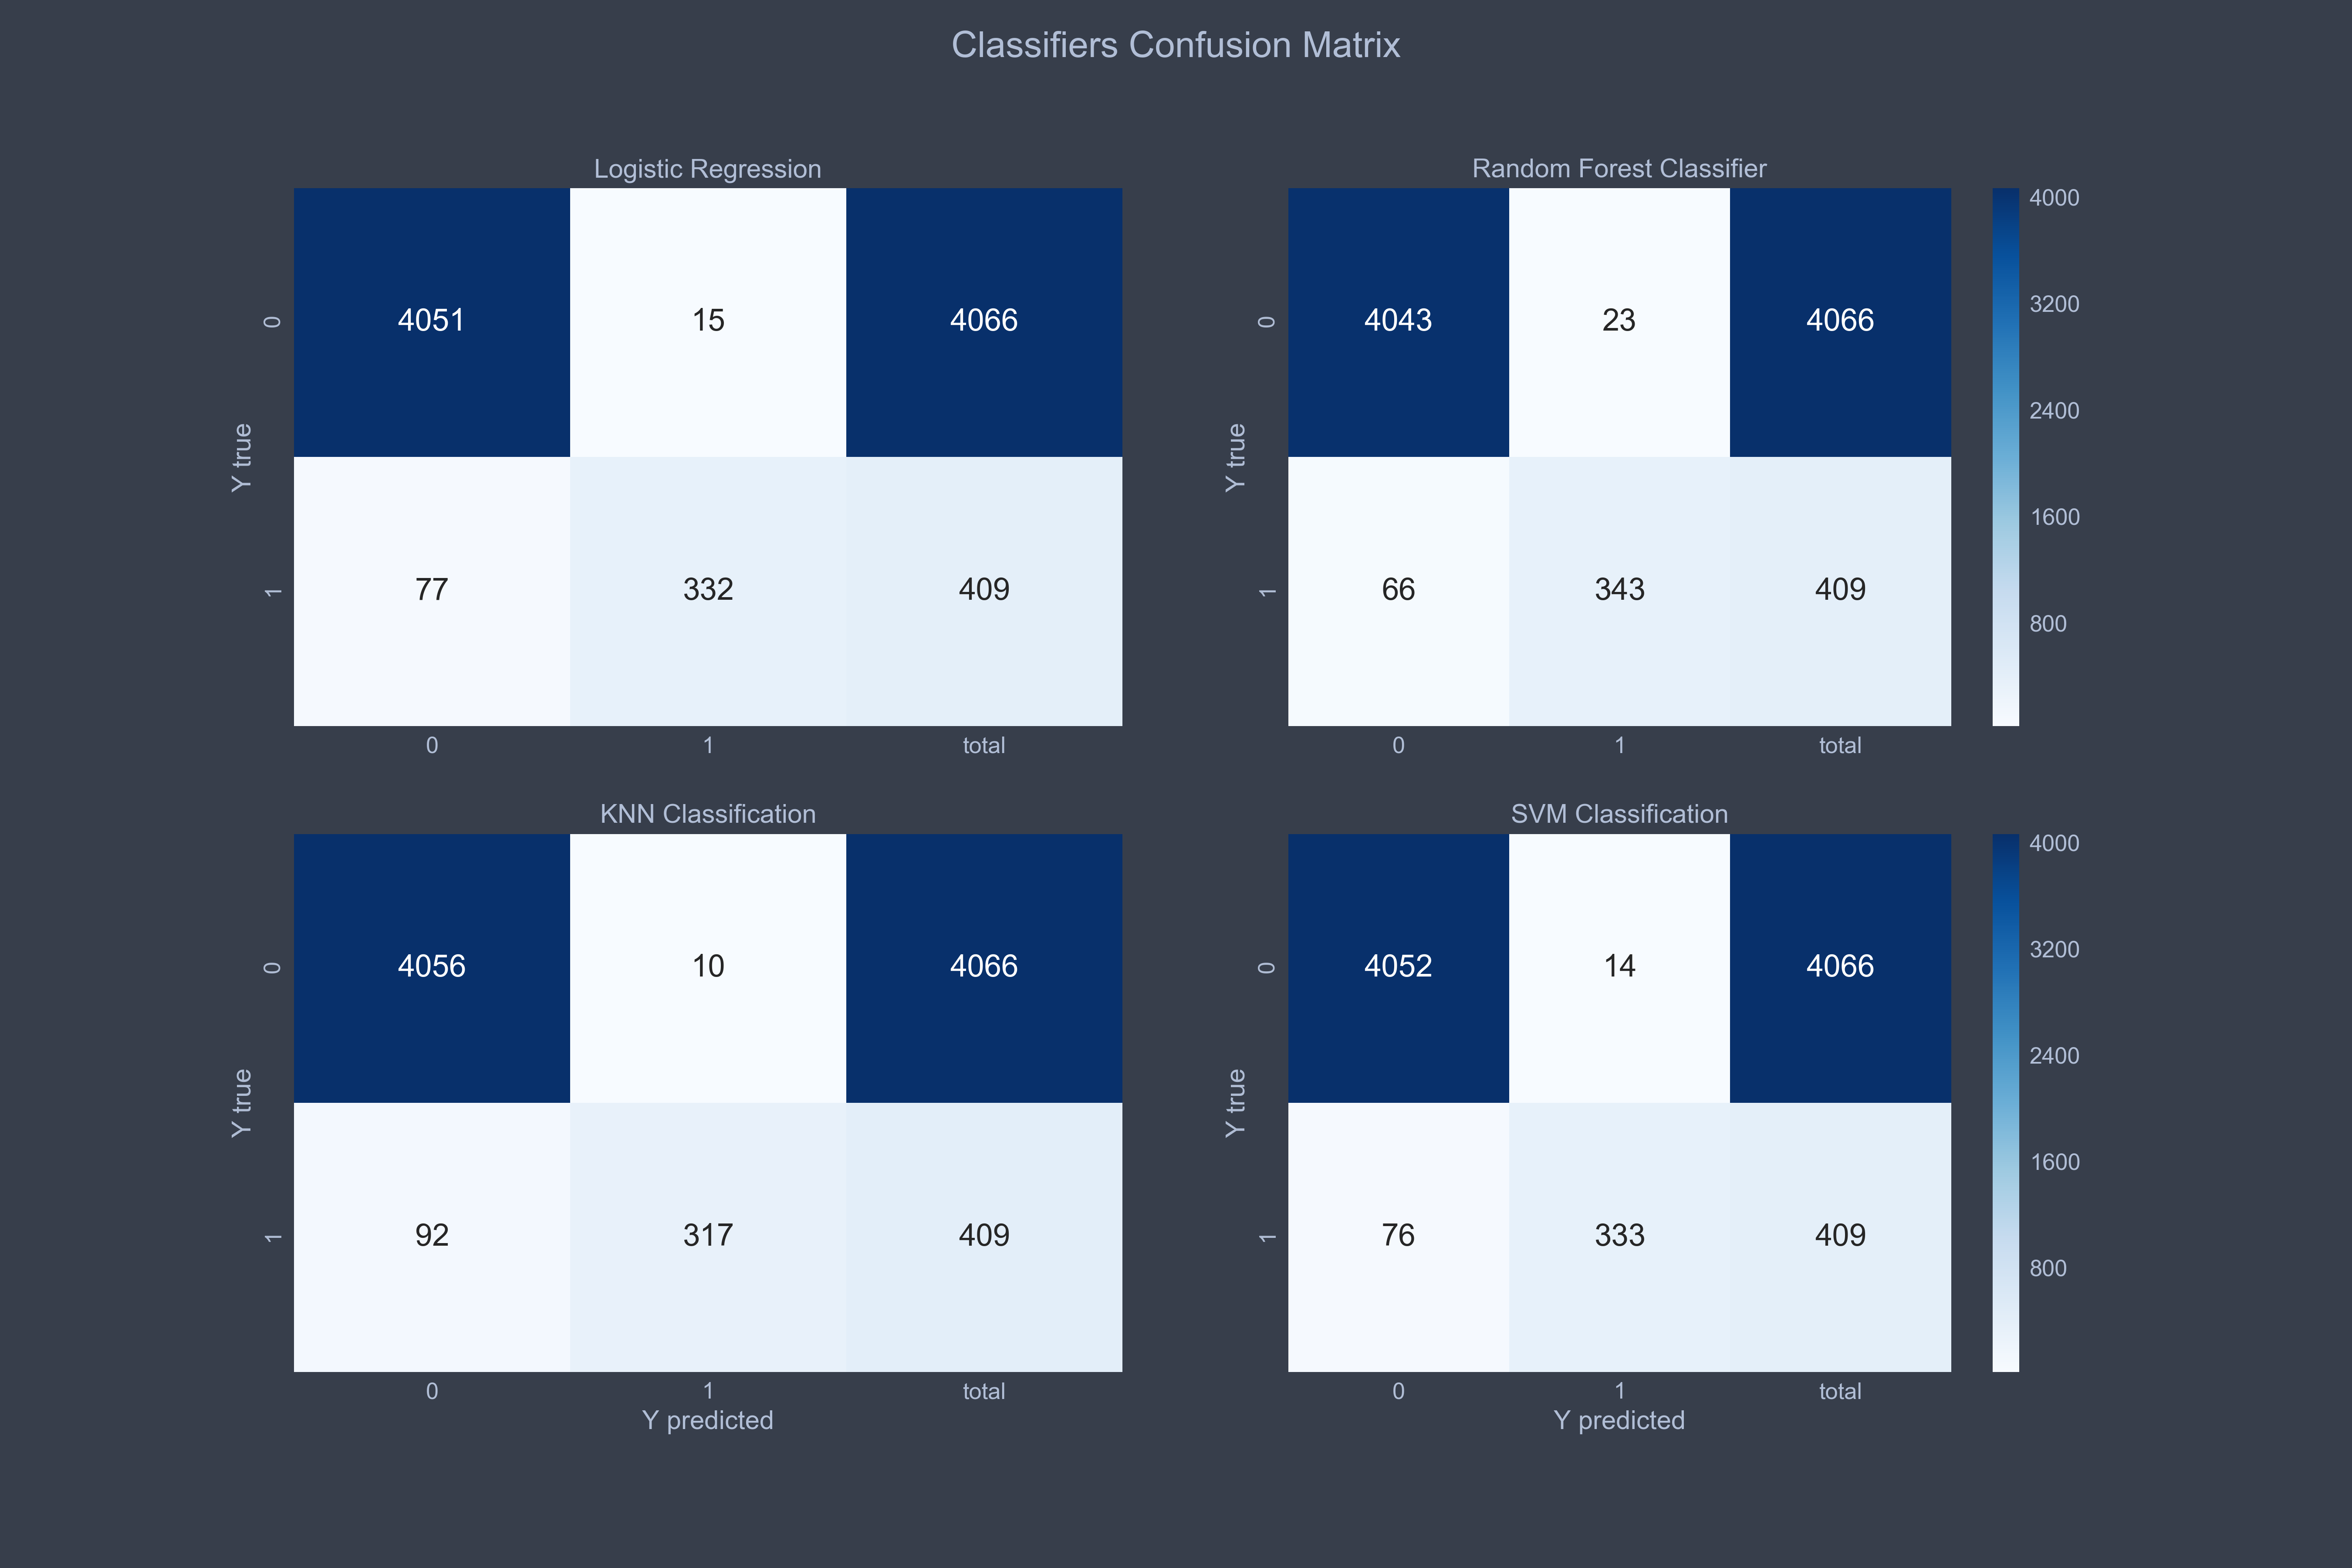 Classifiers Confusion Matrix
Logistic Regression
Y true
0
4051 15 4066
1
77 332 409
0 1 total
Random Forest Classifier
Y true
0
4043 23 4066
1
66 343 409
0 1 total
4000
3200
2400
1600
800
KNN Classification
Y true
0
4056 10 4066
1
92 317 409
0 1 total
Y predicted
SVM Classification
Y true
0
4052 14 4066
1
76 333 409
0 1 total
Y predicted
4000
3200
2400
1600
800